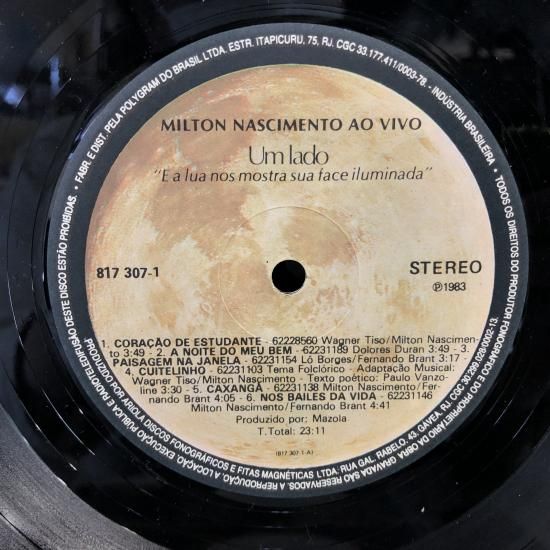 • FABR. E DIST. PELA POLYGRAM DO BRASIL LTDA. ESTR. ITAPICURU, 75, RJ. CGC 33.177.411/0003-78. - INDÚSTRIA BRASILEIRA • TODOS OS DIREITOS DO PRODUTOR FONOGRÁFICO E DO PROPRIETÁRIO DA OBRA GRAVADA SÃO RESERVADOS. A REPRODUÇÃO, A LOCAÇÃO, EXECUÇÃO PÚBLICA E RADIOTELEVISÃO DESTE DISCO ESTÃO PROIBIDAS.
PRODUZIDO POR ARIOLA DISCOS FONOGRÁFICOS E FITAS MAGNÉTICAS LTDA: RUA GAL. RABELO, 43, GÁVEA, RJ. CGC
MILTON NASCIMENTO AO VIVO
Um lado
"E a lua nos mostra sua face iluminada"
817 307-1
STEREO
℗1983
1. CORAÇÃO DE ESTUDANTE - 62228560 Wagner Tiso/Milton Nascimen-
to 3:49 - 2. A NOITE DO MEU BEM - 62231189 Dolores Duran 3:49 - 3.
PAISAGEM NA JANELA - 62231154 Lô Borges/Fernando Brant 3:17 -
4. CUITELINHO - 62231103 Tema Folclórico - Adaptação Musical:
Wagner Tiso/Milton Nascimento - Texto poético: Paulo Vanzo-
line 3:30 - 5. CAXANGÁ - 62231138 Milton Nascimento/Fer-
nando Brant 4:05 - 6. NOS BAILES DA VIDA - 62231146
Milton Nascimento/Fernando Brant 4:41
Produzido por: Mazola
T.Total: 23:11
(817 307-1-A)